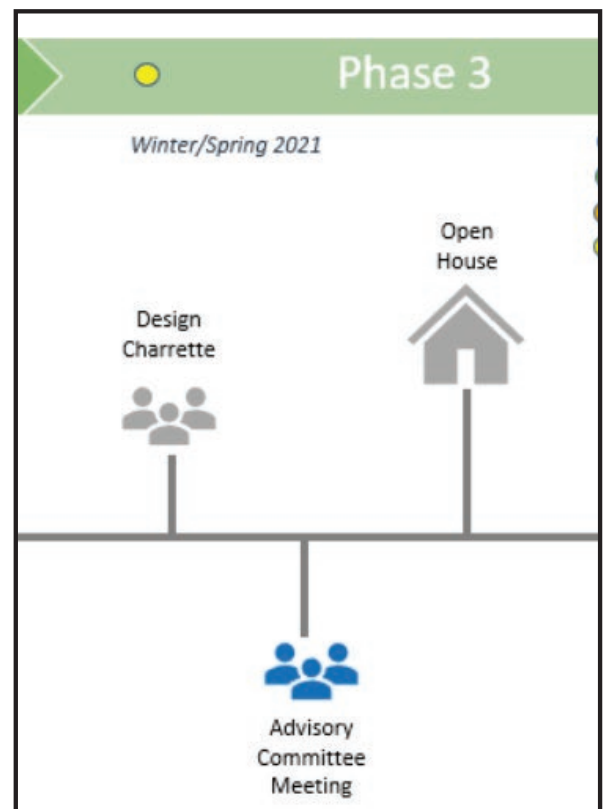 Phase 3
Winter/Spring 2021
Open
House
Design
Charrette
Advisory
Committee
Meeting